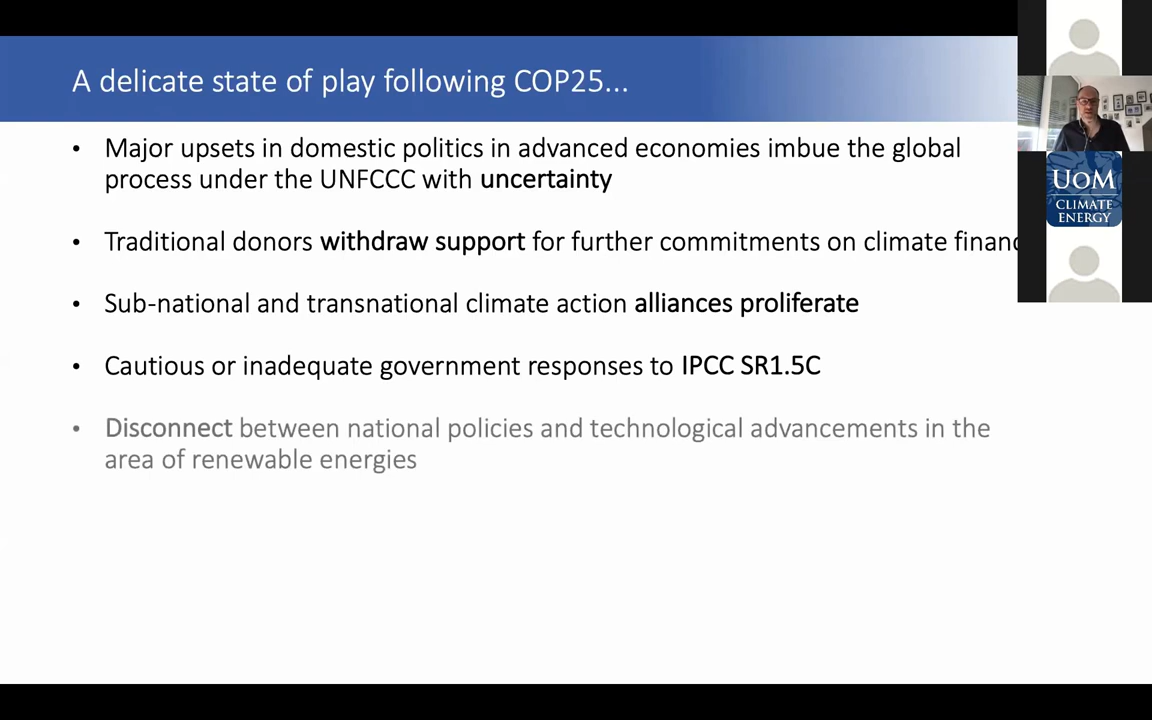 A delicate state of play following COP25...
• Major upsets in domestic politics in advanced economies imbue the global
process under the UNFCCC with uncertainty
• Traditional donors withdraw support for further commitments on climate financ
• Sub-national and transnational climate action alliances proliferate
• Cautious or inadequate government responses to IPCC SR1.5C
• Disconnect between national policies and technological advancements in the
area of renewable energies
UOM
CLIMATE
ENERGY